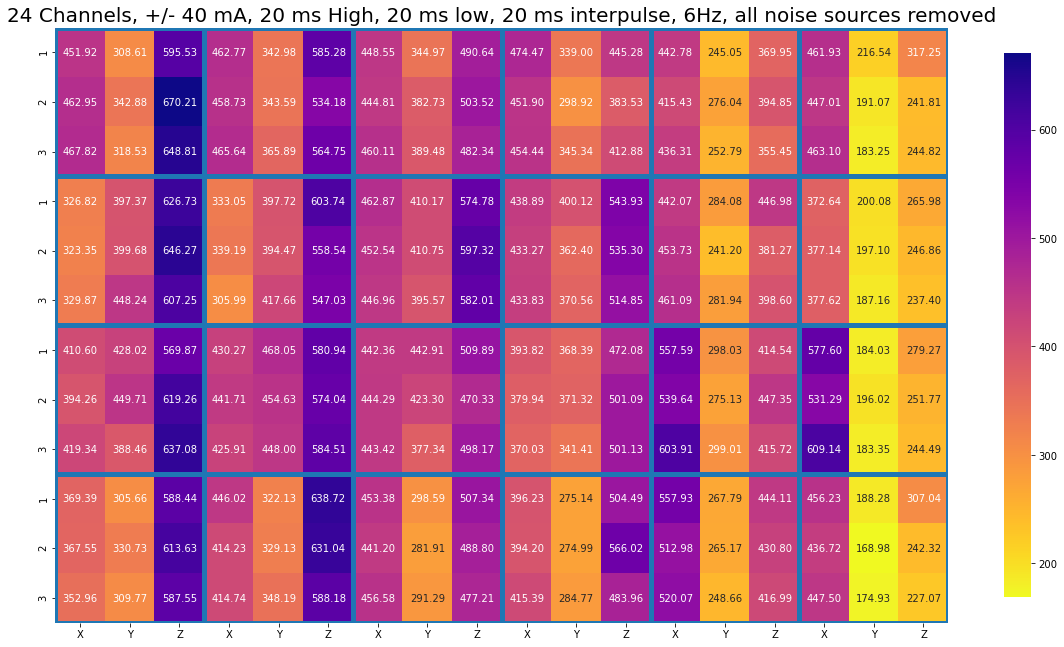 24 Channels, +/- 40 mA, 20 ms High, 20 ms low, 20 ms interpulse, 6Hz, all noise sources removed
1 451.92 308.61 595.53 462.77 342.98 585.28 448.55 344.97 490.64 474.47 339.00 445.28 442.78 245.05 369.95 461.93 216.54 317.25
2 462.95 342.88 670.21 458.73 343.59 534.18 444.81 382.73 503.52 451.90 298.92 383.53 415.43 276.04 394.85 447.01 191.07 241.81
3 467.82 318.53 648.81 465.64 365.89 564.75 460.11 389.48 482.34 454.44 345.34 412.88 436.31 252.79 355.45 463.10 183.25 244.82
1 326.82 397.37 626.73 333.05 397.72 603.74 462.87 410.17 574.78 438.89 400.12 543.93 442.07 284.08 446.98 372.64 200.08 265.98
2 323.35 399.68 646.27 339.19 394.47 558.54 452.54 410.75 597.32 433.27 362.40 535.30 453.73 241.20 381.27 377.14 197.10 246.86
3 329.87 448.24 607.25 305.99 417.66 547.03 446.96 395.57 582.01 433.83 370.56 514.85 461.09 281.94 398.60 377.62 187.16 237.40
1 410.60 428.02 569.87 430.27 468.05 580.94 442.36 442.91 509.89 393.82 368.39 472.08 557.59 298.03 414.54 577.60 184.03 279.27
2 394.26 449.71 619.26 441.71 454.63 574.04 444.29 423.30 470.33 379.94 371.32 501.09 539.64 275.13 447.35 531.29 196.02 251.77
3 419.34 388.46 637.08 425.91 448.00 584.51 443.42 377.34 498.17 370.03 341.41 501.13 603.91 299.01 415.72 609.14 183.35 244.49
1 369.39 305.66 588.44 446.02 322.13 638.72 453.38 298.59 507.34 396.23 275.14 504.49 557.93 267.79 444.11 456.23 188.28 307.04
2 367.55 330.73 613.63 414.23 329.13 631.04 441.20 281.91 488.80 394.20 274.99 566.02 512.98 265.17 430.80 436.72 168.98 242.32
3 352.96 309.77 587.55 414.74 348.19 588.18 456.58 291.29 477.21 415.39 284.77 483.96 520.07 248.66 416.99 447.50 174.93 227.07
X Y Z X Y Z X Y Z X Y Z X Y Z X Y Z
600
500
400
300
200